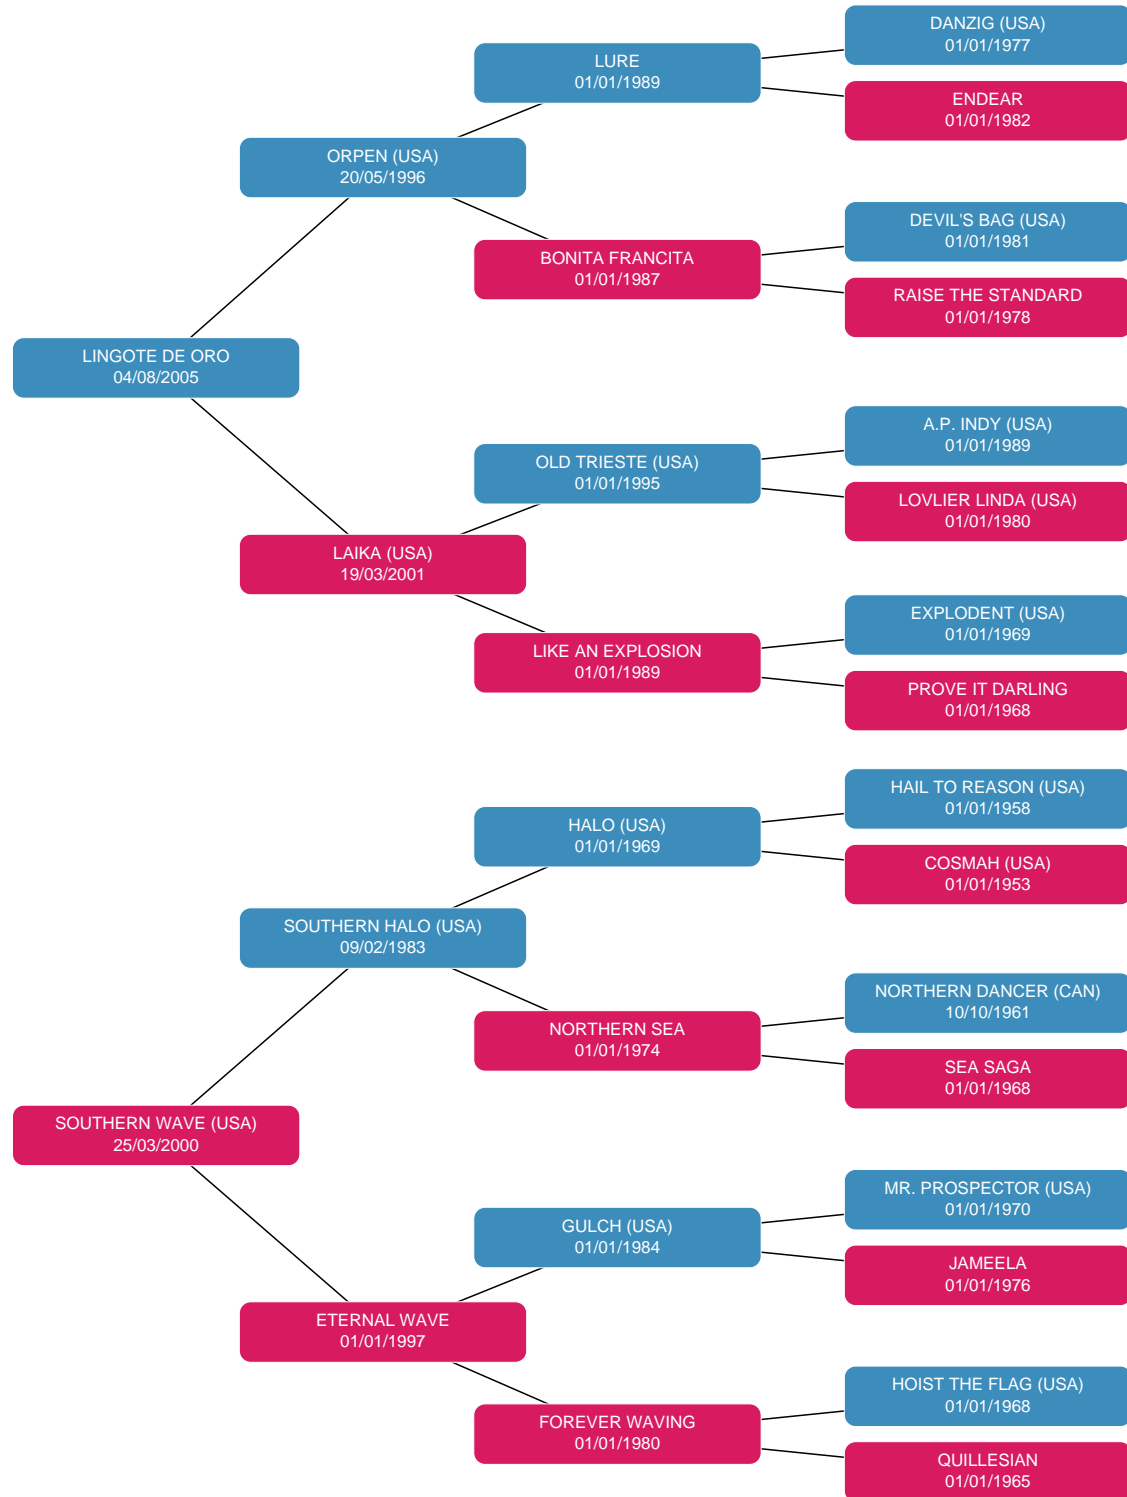 DANZIG (USA)
01/01/1977
LURE
01/01/1989
ENDEAR
01/01/1982
ORPEN (USA)
20/05/1996
DEVIL'S BAG (USA)
01/01/1981
BONITA FRANCITA
01/01/1987
RAISE THE STANDARD
01/01/1978
LINGOTE DE ORO
04/08/2005
A.P. INDY (USA)
01/01/1989
OLD TRIESTE (USA)
01/01/1995
LOVLIER LINDA (USA)
01/01/1980
LAIKA (USA)
19/03/2001
EXPLODENT (USA)
01/01/1969
LIKE AN EXPLOSION
01/01/1989
PROVE IT DARLING
01/01/1968
HAIL TO REASON (USA)
01/01/1958
HALO (USA)
01/01/1969
COSMAH (USA)
01/01/1953
SOUTHERN HALO (USA)
09/02/1983
NORTHERN DANCER (CAN)
10/10/1961
NORTHERN SEA
01/01/1974
SEA SAGA
01/01/1968
SOUTHERN WAVE (USA)
25/03/2000
MR. PROSPECTOR (USA)
01/01/1970
GULCH (USA)
01/01/1984
JAMEELA
01/01/1976
ETERNAL WAVE
01/01/1997
HOIST THE FLAG (USA)
01/01/1968
FOREVER WAVING
01/01/1980
QUILLESIAN
01/01/1965